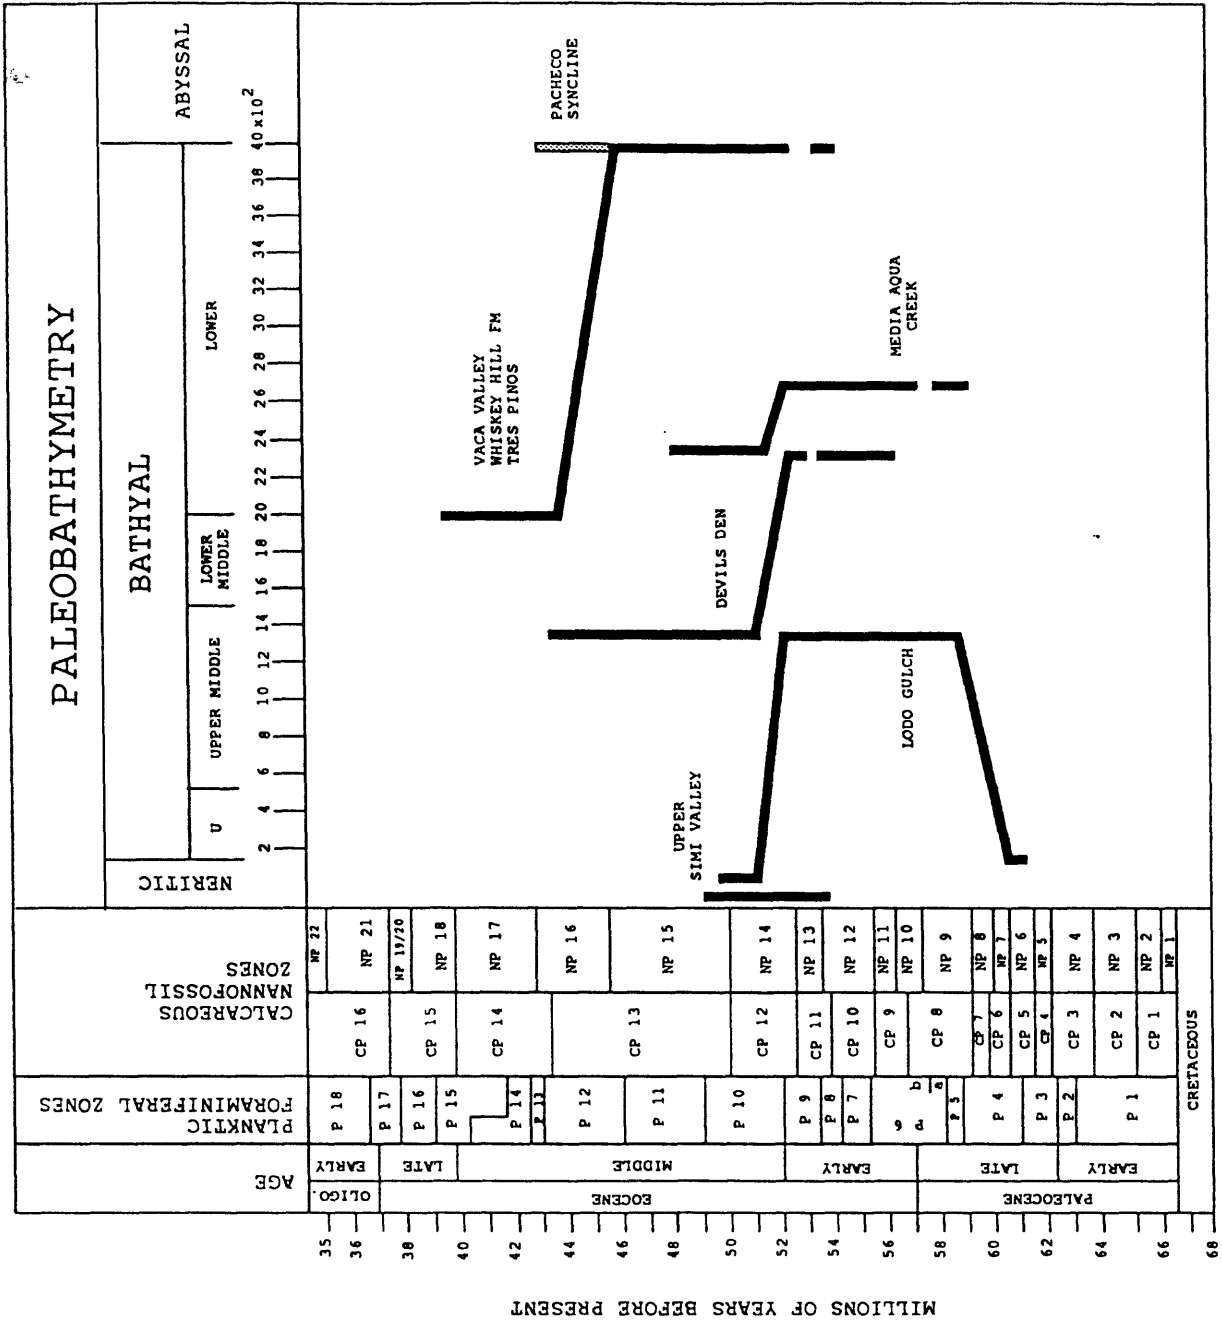 PALEOBATHYMETRY
NERITIC
BATHYAL
ABYSSAL
U
UPPER MIDDLE
LOWER
MIDDLE
LOWER
2
4
6
8
10
12
14
16
18
20
22
24
26
28
30
32
34
36
38
40x10²
AGE
PLANKTIC
FORAMINIFERAL ZONES
CALCAREOUS
NANNOFOSSIL
ZONES
MILLIONS OF YEARS BEFORE PRESENT
35
36
38
40
42
44
46
48
50
52
54
56
58
60
62
64
66
68
OLIGO.
EOCENE
PALEOCENE
EARLY
LATE
MIDDLE
EARLY
LATE
EARLY
CRETACEOUS
P 18
P 17
P 16
P 15
P 14
P 13
P 12
P 11
P 10
P 9
P 8
P 7
P 6
b
a
P 5
P 4
P 3
P 2
P 1
CP 16
CP 15
CP 14
CP 13
CP 12
CP 11
CP 10
CP 9
CP 8
CP 7
CP 6
CP 5
CP 4
CP 3
CP 2
CP 1
NP 22
NP 21
NP 19/20
NP 18
NP 17
NP 16
NP 15
NP 14
NP 13
NP 12
NP 11
NP 10
NP 9
NP 8
NP 7
NP 6
NP 5
NP 4
NP 3
NP 2
NP 1
PACHECO
SYNCLINE
VACA VALLEY
WHISKEY HILL FM
TRES PINOS
MEDIA AQUA
CREEK
DEVILS DEN
LODO GULCH
UPPER
SIMI VALLEY